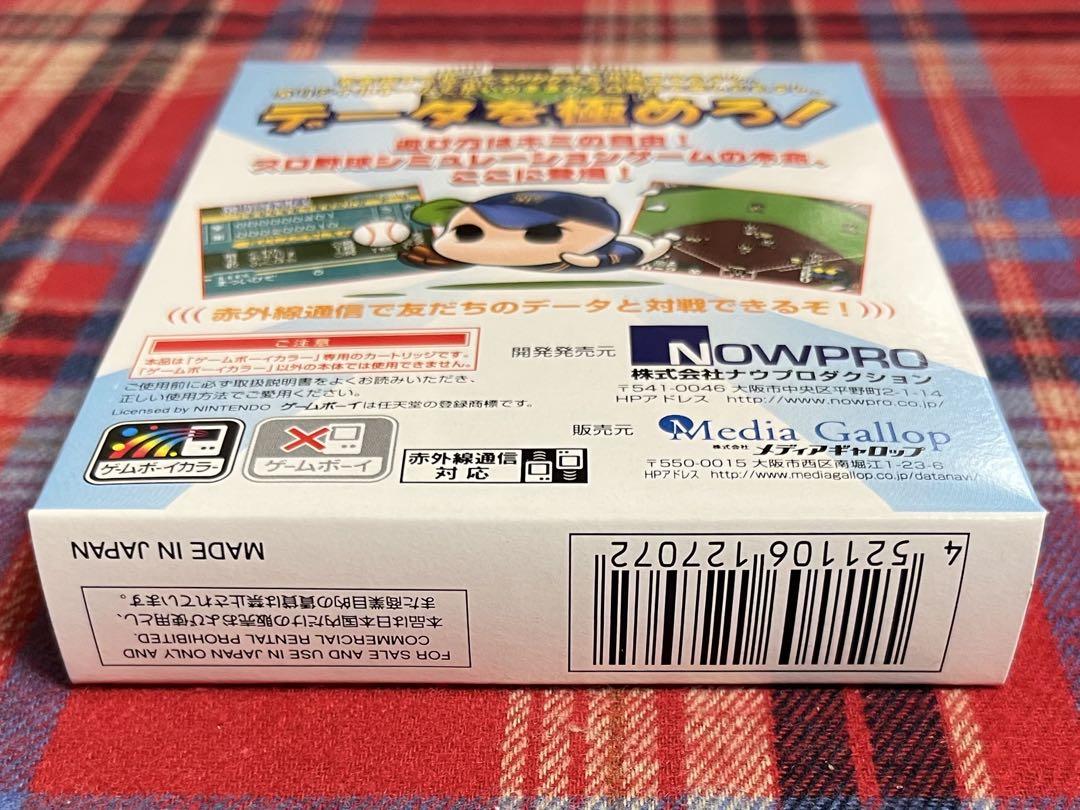 データを極めろ!
遊び方はキミの自由!
プロ野球シミュレーションゲームの本命、
ここに登場!
(((赤外線通信で友だちのデータと対戦できるぞ!)))
ご注意
本品は「ゲームボーイカラー」専用のカートリッジです。
「ゲームボーイカラー」以外の本体では使用できません。
ご使用前に必ず取扱説明書をよくお読みいただき、
正しい使用方法でご愛用ください。
Licensed by NINTENDO ゲームボーイは任天堂の登録商標です。
ゲームボーイカラー
ゲームボーイ
赤外線通信
対応
開発発売元
NOWPRO
株式会社ナウプロダクション
〒541-0046 大阪市中央区平野町2-1-14
HPアドレス http://www.nowpro.co.jp/
販売元
Media Gallop
株式会社メディアギャロップ
〒550-0015 大阪市西区南堀江1-23-6
HPアドレス http://www.mediagallop.co.jp/datanavi/
MADE IN JAPAN
FOR SALE AND USE IN JAPAN ONLY AND
COMMERCIAL RENTAL PROHIBITED.
本品は日本国内だけの販売および使用とし、
また商業目的の賃貸は禁止されています。
4 521106 127072